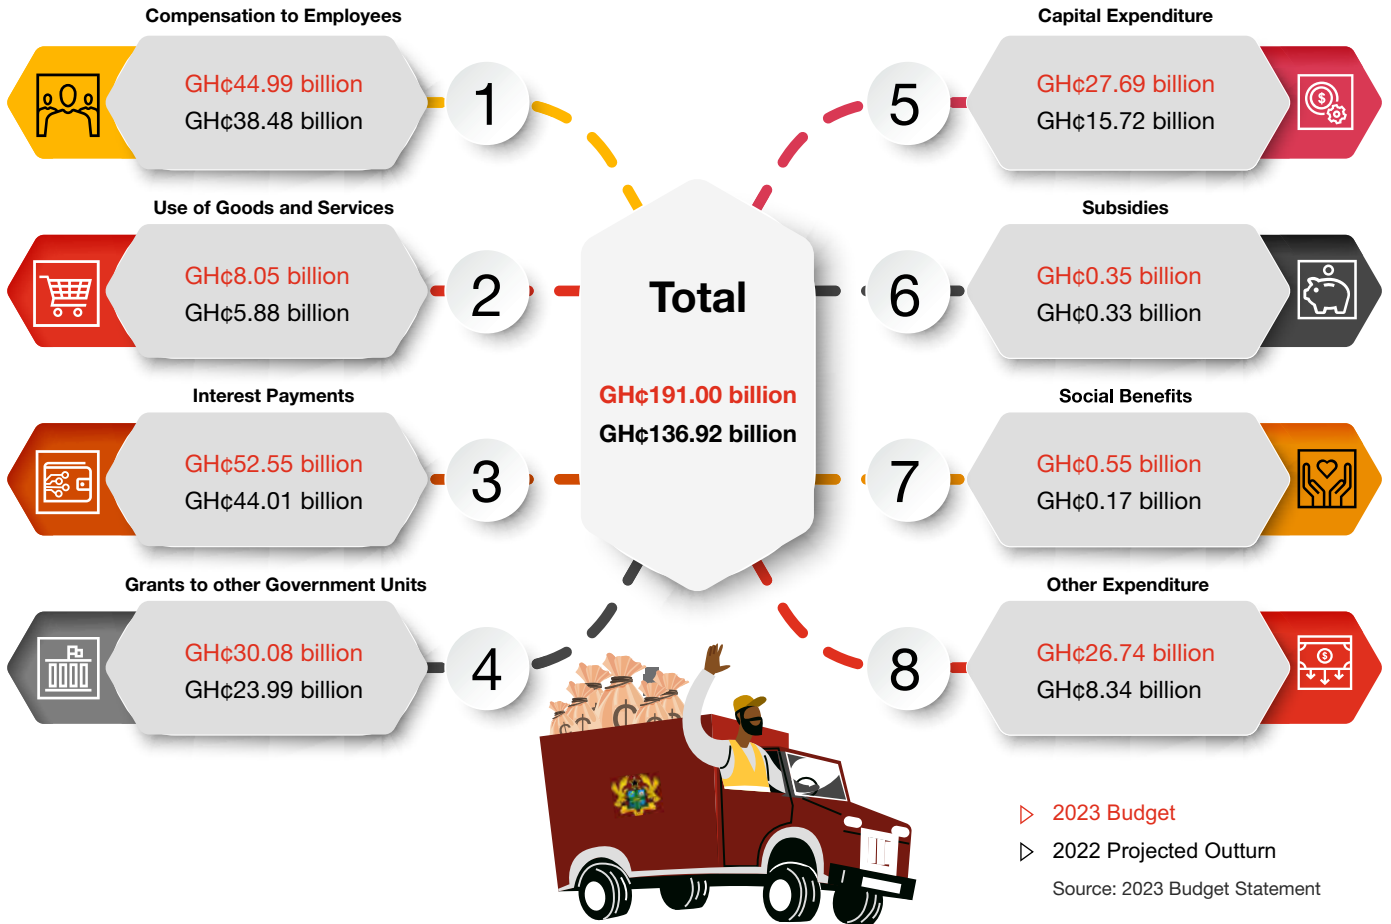 Compensation to Employees
GH¢44.99 billion
GH¢38.48 billion
1
Use of Goods and Services
GH¢8.05 billion
GH¢5.88 billion
2
Interest Payments
GH¢52.55 billion
GH¢44.01 billion
3
Grants to other Government Units
GH¢30.08 billion
GH¢23.99 billion
4
Total
GH¢191.00 billion
GH¢136.92 billion
Capital Expenditure
5
GH¢27.69 billion
GH¢15.72 billion
Subsidies
6
GH¢0.35 billion
GH¢0.33 billion
Social Benefits
7
GH¢0.55 billion
GH¢0.17 billion
Other Expenditure
8
GH¢26.74 billion
GH¢8.34 billion
2023 Budget
2022 Projected Outturn
Source: 2023 Budget Statement